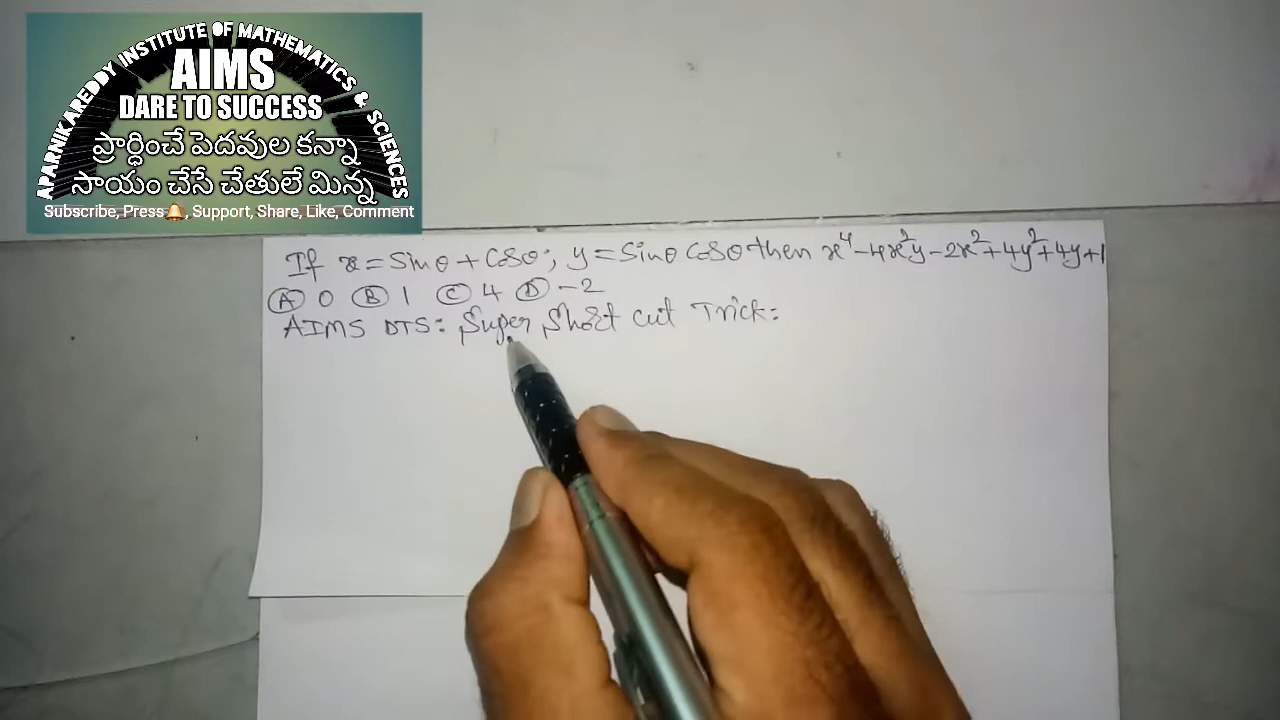 APARNIKAREDDY INSTITUTE OF MATHEMATICS & SCIENCES
AIMS
DARE TO SUCCESS
ప్రార్ధించే పెదవుల కన్నా
సాయం చేసే చేతులే మిన్న
Subscribe, Press🔔, Support, Share, Like, Comment
If x = Sinθ + Cosθ; y = Sinθ Cosθ then x⁴-4x²y-2x²+4y²+4y+1
Ⓐ 0 Ⓑ 1 Ⓒ 4 Ⓓ -2
AIMS DTS: Super Short cut Trick: